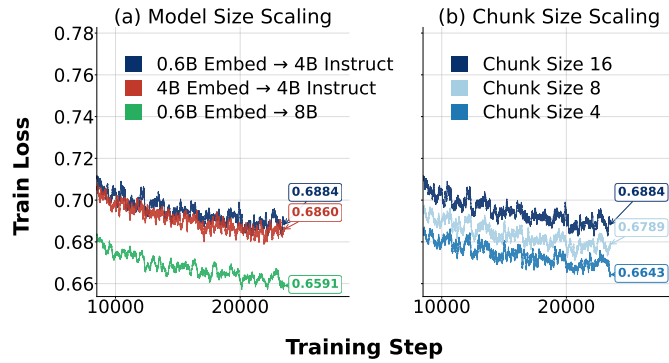 (a) Model Size Scaling
0.78
0.76
0.74
0.72
0.70
0.68
0.66
Train Loss
0.6B Embed → 4B Instruct
4B Embed → 4B Instruct
0.6B Embed → 8B
0.6884
0.6860
0.6591
10000 20000
(b) Chunk Size Scaling
Chunk Size 16
Chunk Size 8
Chunk Size 4
0.6884
0.6789
0.6643
10000 20000
Training Step